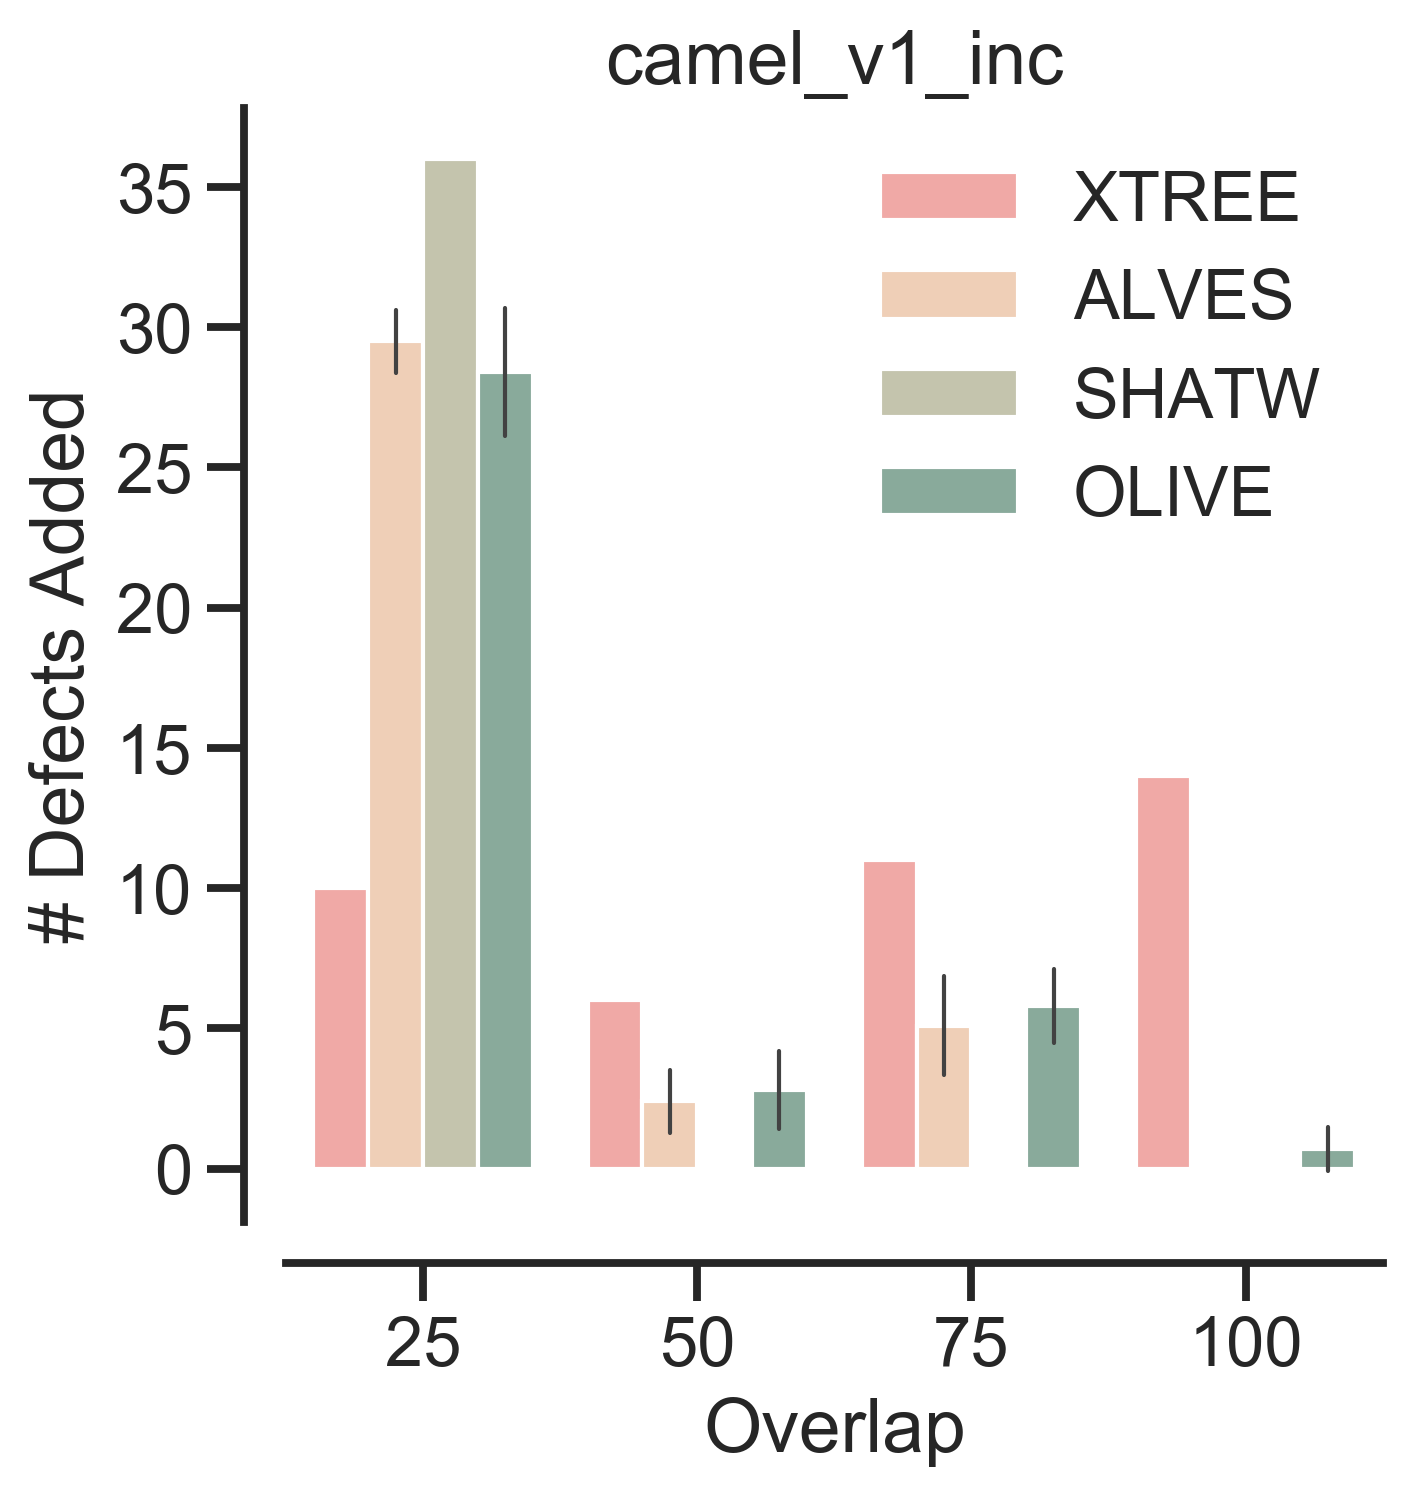 camel_v1_inc
XTREE
ALVES
SHATW
OLIVE
# Defects Added
35
30
25
20
15
10
5
0
25 50 75 100
Overlap